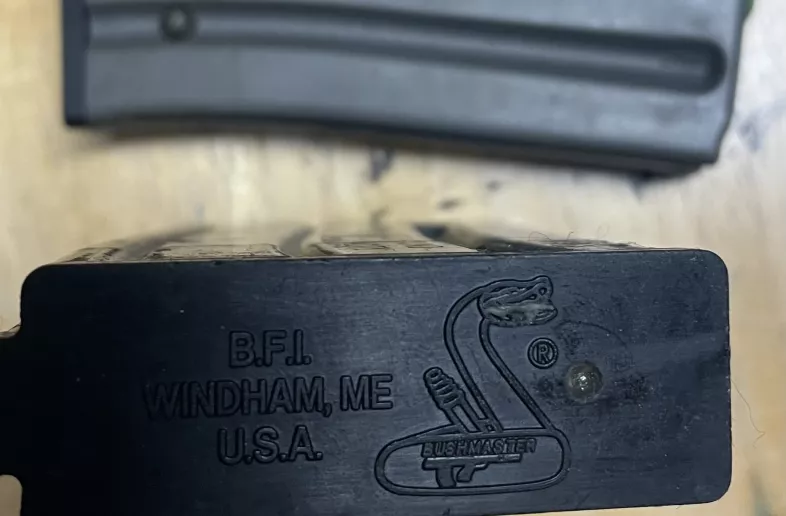 B.F.I.
WINDHAM, ME
U.S.A.
®
BUSHMASTER